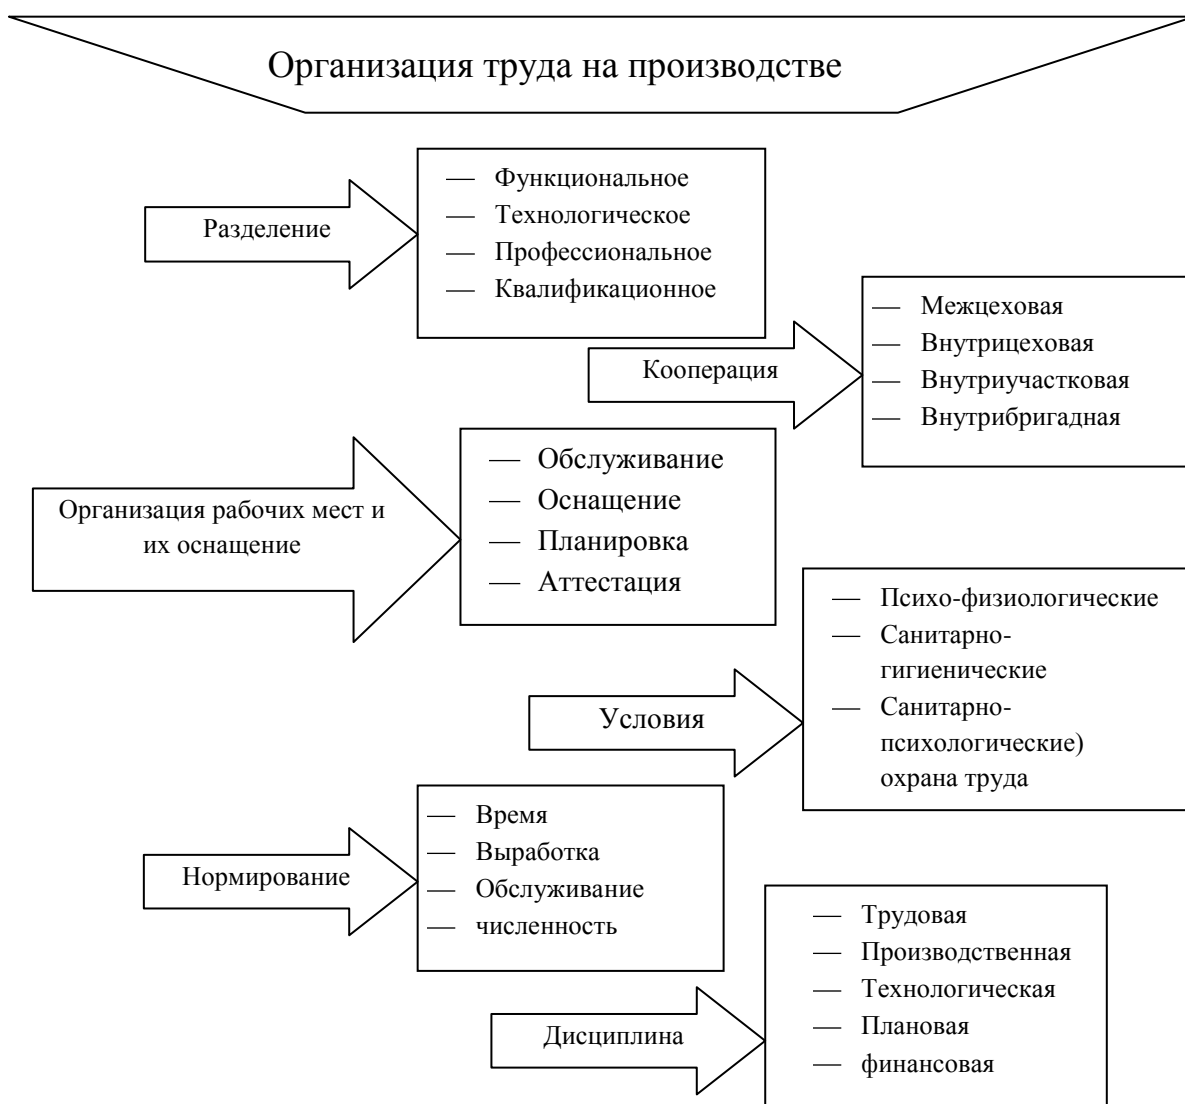 Организация труда на производстве
Разделение
— Функциональное
— Технологическое
— Профессиональное
— Квалификационное
Кооперация
— Межцеховая
— Внутрицеховая
— Внутриучастковая
— Внутрибригадная
Организация рабочих мест и
их оснащение
— Обслуживание
— Оснащение
— Планировка
— Аттестация
Условия
— Психо-физиологические
— Санитарно-
гигиенические
— Санитарно-
психологические)
охрана труда
Нормирование
— Время
— Выработка
— Обслуживание
— численность
Дисциплина
— Трудовая
— Производственная
— Технологическая
— Плановая
— финансовая